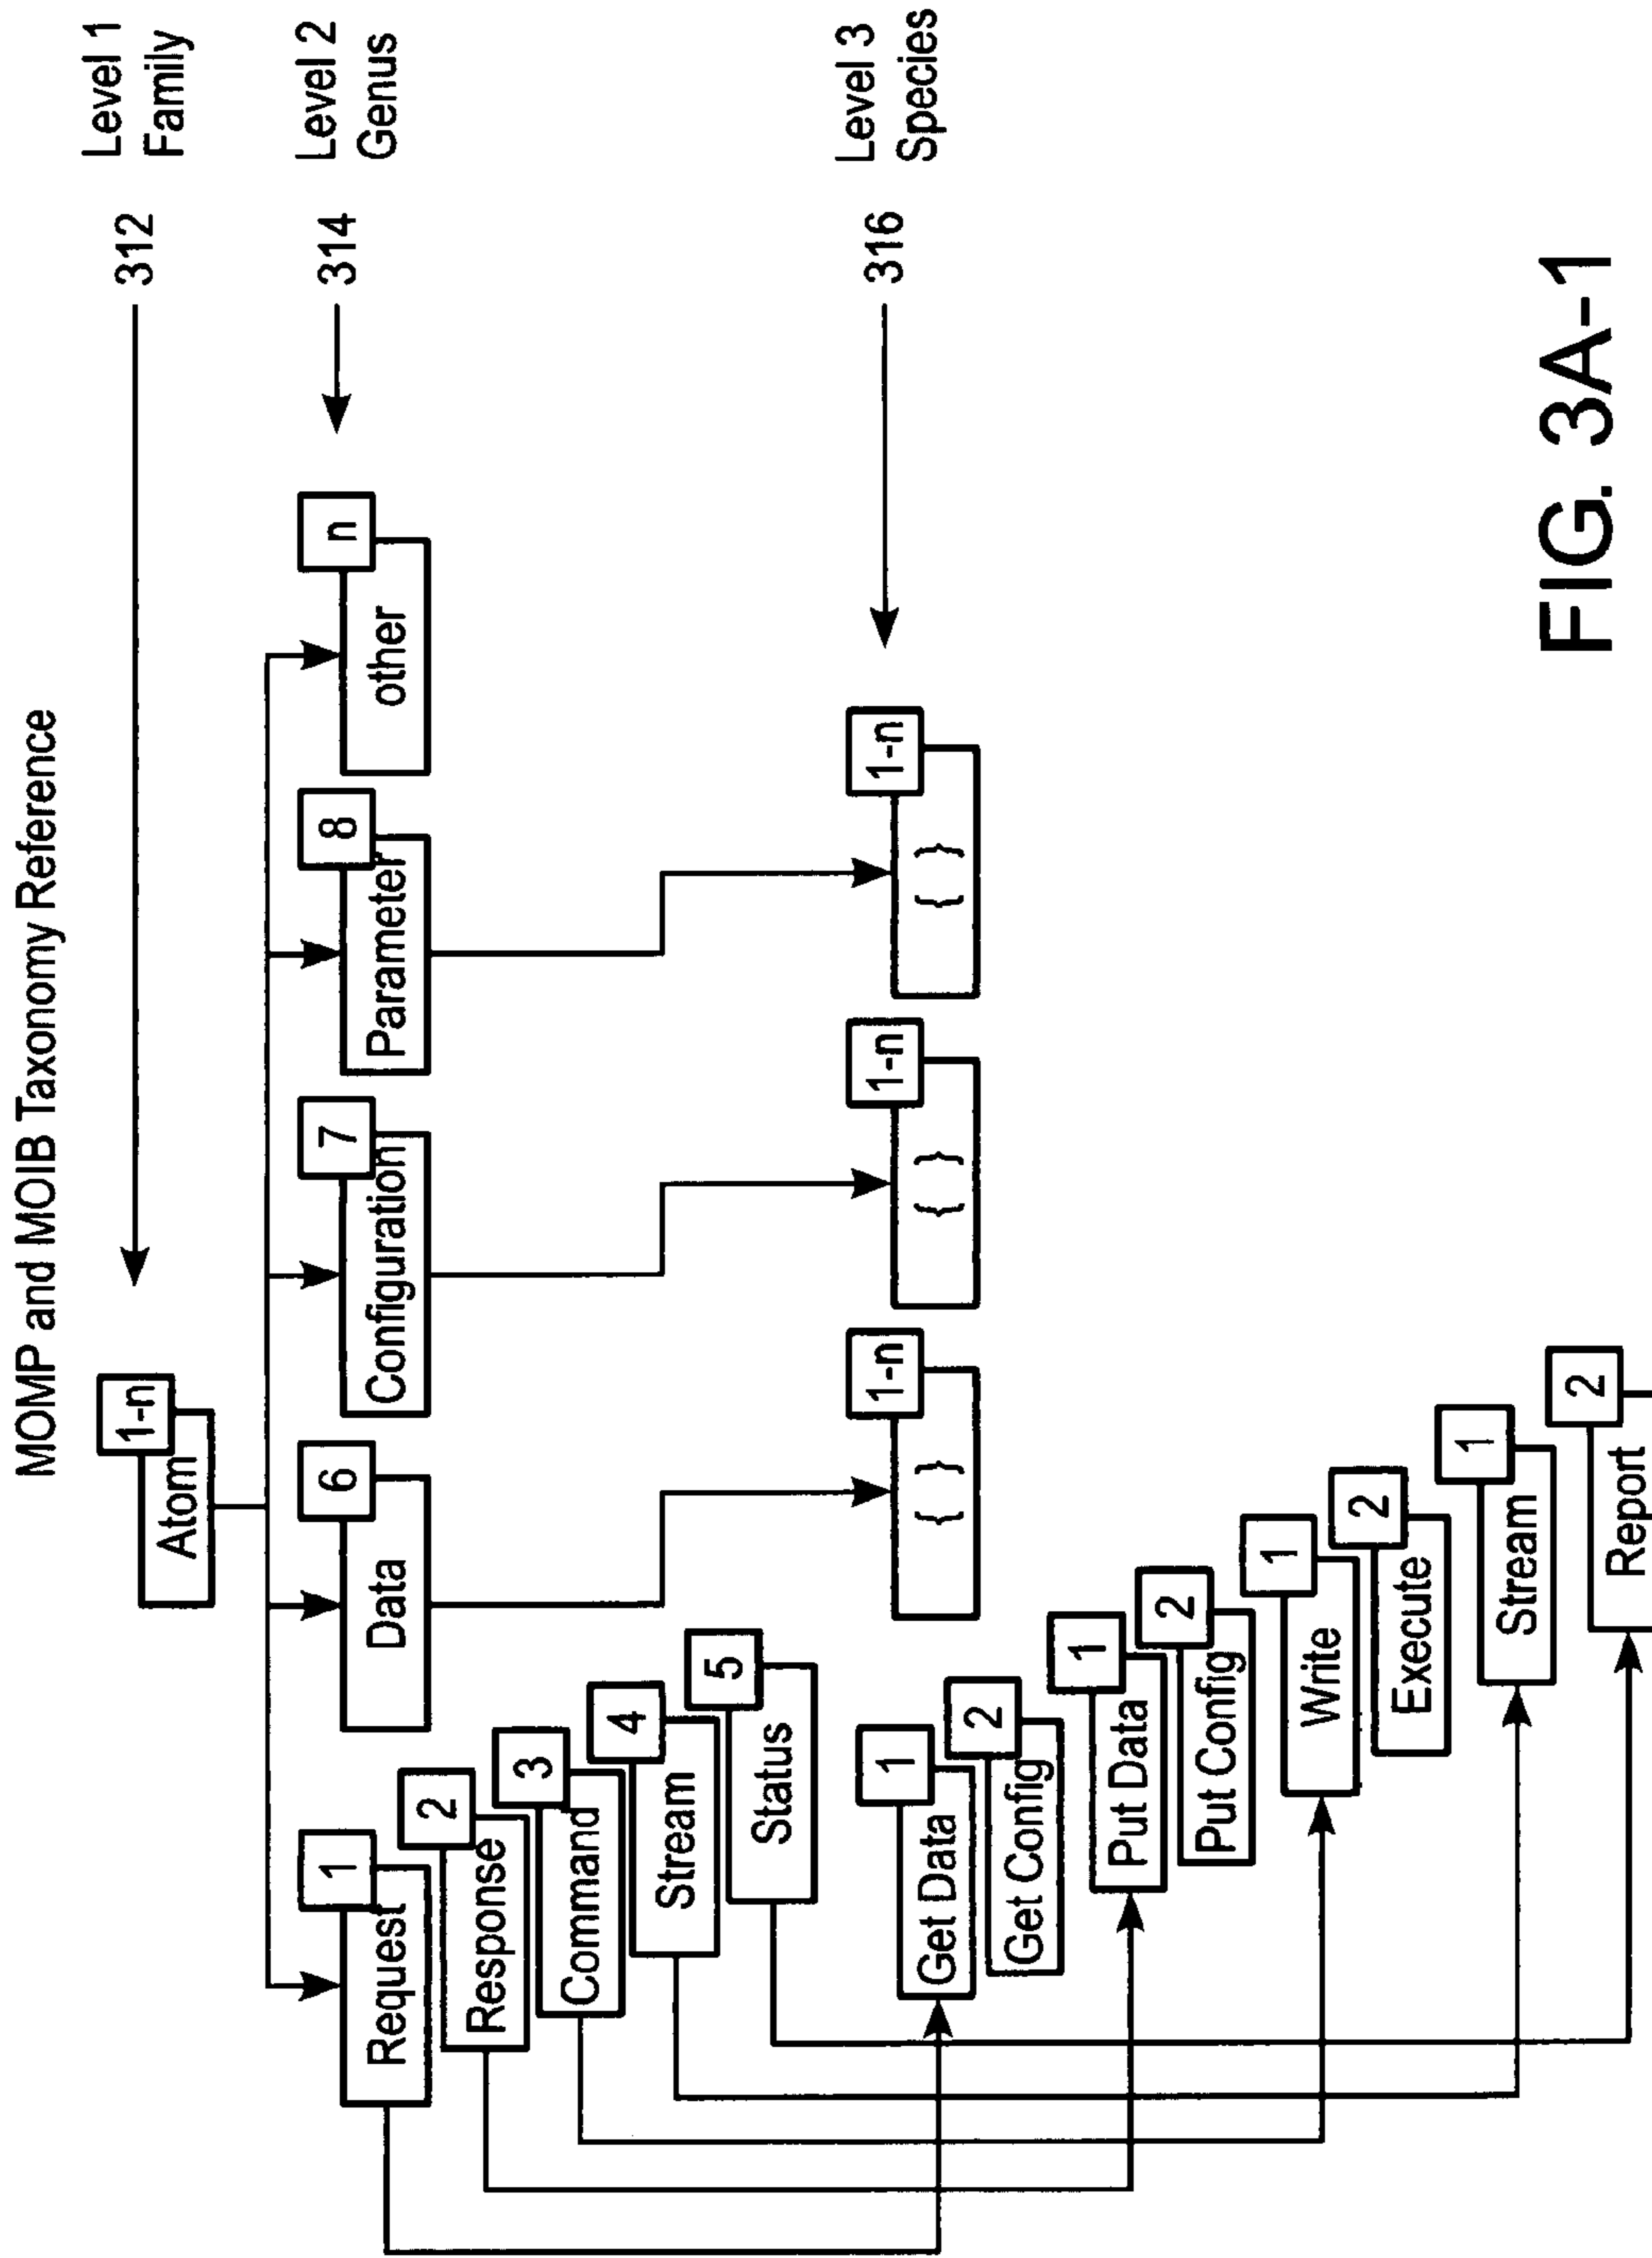 MOMP and MOIB Taxonomy Reference
Atom
1-n
312
Level 1
Family
Request
1
Response
2
Command
3
Stream
4
Status
5
Data
6
Configuration
7
Parameter
8
other
n
314
Level 2
Genus
Get Data
1
Get Config
2
Put Data
1
Put Config
2
Write
1
Execute
2
Stream
1
Report
2
{ }
1-n
{ }
1-n
{ }
1-n
316
Level 3
Species
FIG. 3A-1